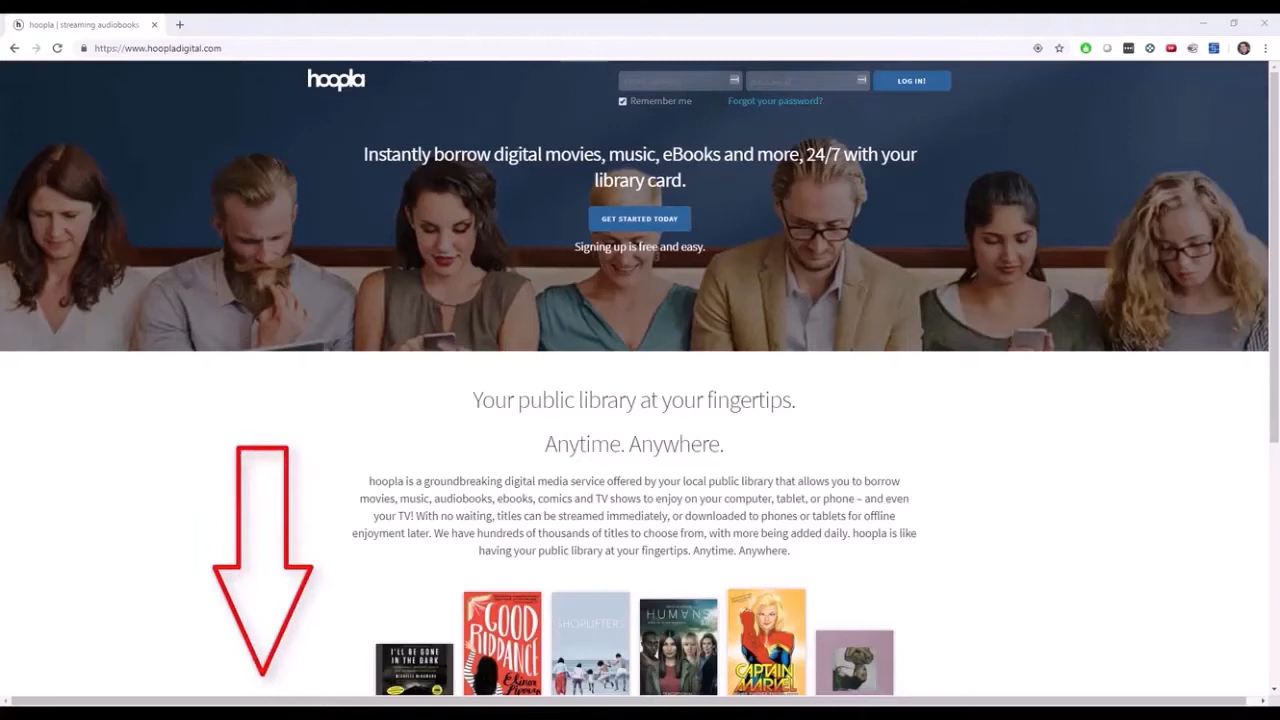 hoopla | streaming audiobooks
https://www.hoopladigital.com
hoopla
LOG IN!
Remember me
Forgot your password?
Instantly borrow digital movies, music, eBooks and more, 24/7 with your
library card.
GET STARTED TODAY
Signing up is free and easy.
Your public library at your fingertips.
Anytime. Anywhere.
hoopla is a groundbreaking digital media service offered by your local public library that allows you to borrow
movies, music, audiobooks, ebooks, comics and TV shows to enjoy on your computer, tablet, or phone – and even
your TV! With no waiting, titles can be streamed immediately, or downloaded to phones or tablets for offline
enjoyment later. We have hundreds of thousands of titles to choose from, with more being added daily. hoopla is like
having your public library at your fingertips. Anytime. Anywhere.
I'LL BE GONE
IN THE DARK
MICHELLE McNAMARA
GOOD
RIDDANCE
Elinor
SHOPLIFTERS
HUMANS
CAPTAIN
MARVEL